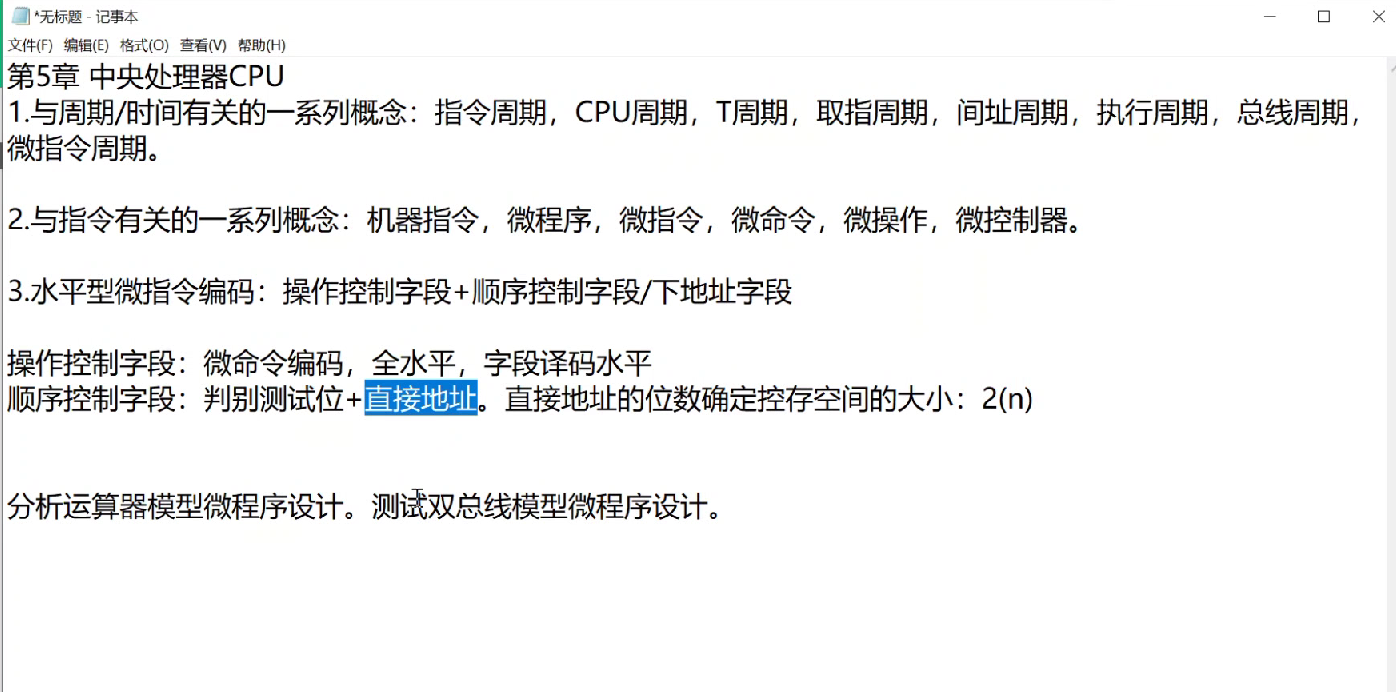 *无标题 - 记事本
文件(F) 编辑(E) 格式(O) 查看(V) 帮助(H)
第5章 中央处理器CPU
1.与周期/时间有关的一系列概念：指令周期，CPU周期，T周期，取指周期，间址周期，执行周期，总线周期，
微指令周期。
2.与指令有关的一系列概念：机器指令，微程序，微指令，微命令，微操作，微控制器。
3.水平型微指令编码：操作控制字段+顺序控制字段/下地址字段
操作控制字段：微命令编码，全水平，字段译码水平
顺序控制字段：判别测试位+直接地址。直接地址的位数确定控存空间的大小：2(n)
分析运算器模型微程序设计。测试双总线模型微程序设计。